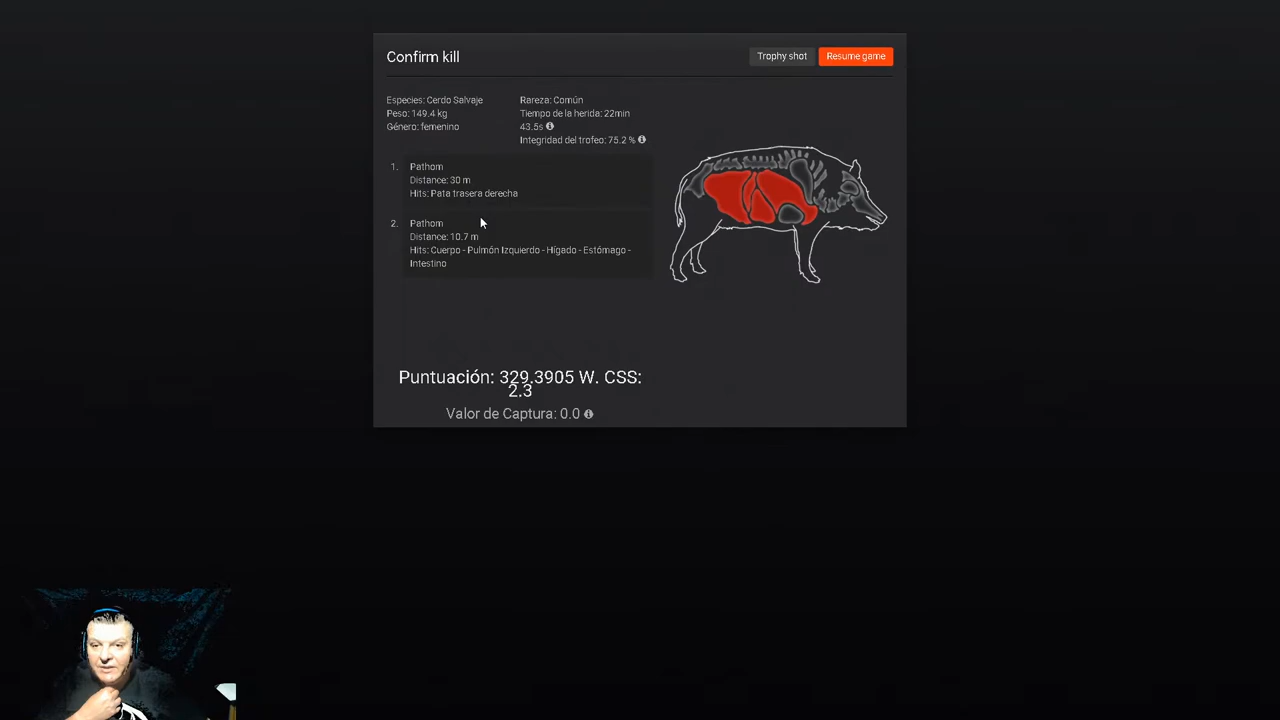 Confirm kill
Trophy shot
Resume game
Especies: Cerdo Salvaje
Peso: 149.4 kg
Género: femenino
Rareza: Común
Tiempo de la herida: 22min
43.5s
Integridad del trofeo: 75.2 %
1. Pathom
Distance: 30 m
Hits: Pata trasera derecha
2. Pathom
Distance: 10.7 m
Hits: Cuerpo - Pulmón Izquierdo - Hígado - Estómago -
Intestino
Puntuación: 329.3905 W. CSS:
2.3
Valor de Captura: 0.0